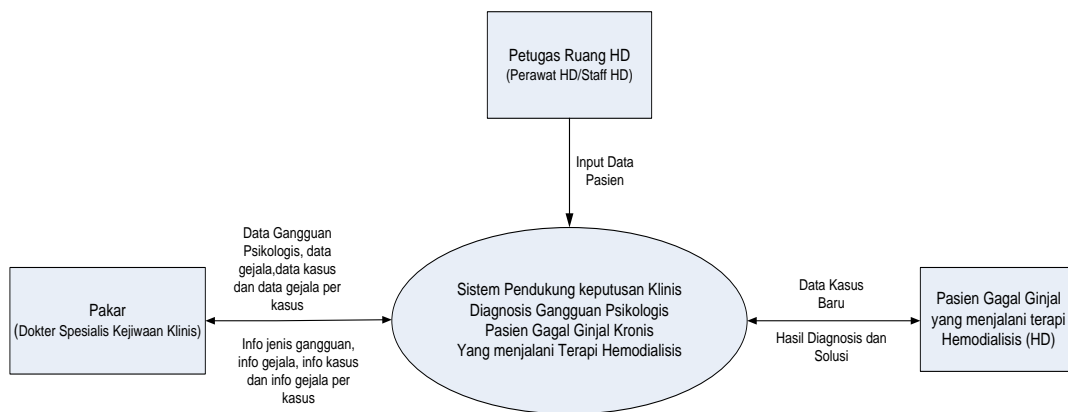 Petugas Ruang HD
(Perawat HD/Staff HD)
Input Data
Pasien
Data Gangguan
Psikologis, data
gejala,data kasus
dan data gejala per
kasus
Pakar
(Dokter Spesialis Kejiwaan Klinis)
Info jenis gangguan,
info gejala, info kasus
dan info gejala per
kasus
Sistem Pendukung keputusan Klinis
Diagnosis Gangguan Psikologis
Pasien Gagal Ginjal Kronis
Yang menjalani Terapi Hemodialisis
Data Kasus
Baru
Hasil Diagnosis dan
Solusi
Pasien Gagal Ginjal
yang menjalani terapi
Hemodialisis (HD)